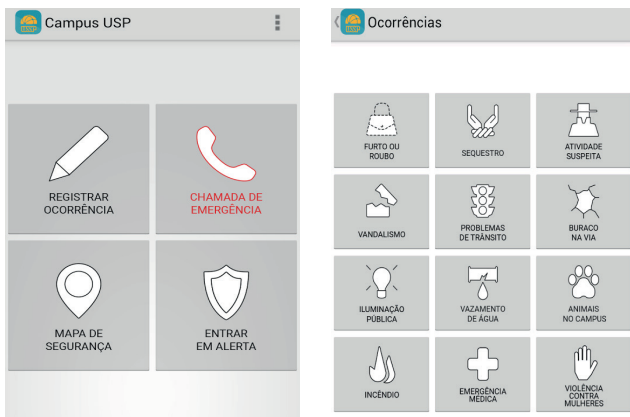 Campus USP
REGISTRAR
OCORRÊNCIA
CHAMADA DE
EMERGÊNCIA
MAPA DE
SEGURANÇA
ENTRAR
EM ALERTA
Ocorrências
FURTO OU
ROUBO
SEQUESTRO
ATIVIDADE
SUSPEITA
VANDALISMO
PROBLEMAS
DE TRÂNSITO
BURACO
NA VIA
ILUMINAÇÃO
PÚBLICA
VAZAMENTO
DE ÁGUA
ANIMAIS
NO CAMPUS
INCÊNDIO
EMERGÊNCIA
MÉDICA
VIOLÊNCIA
CONTRA
MULHERES